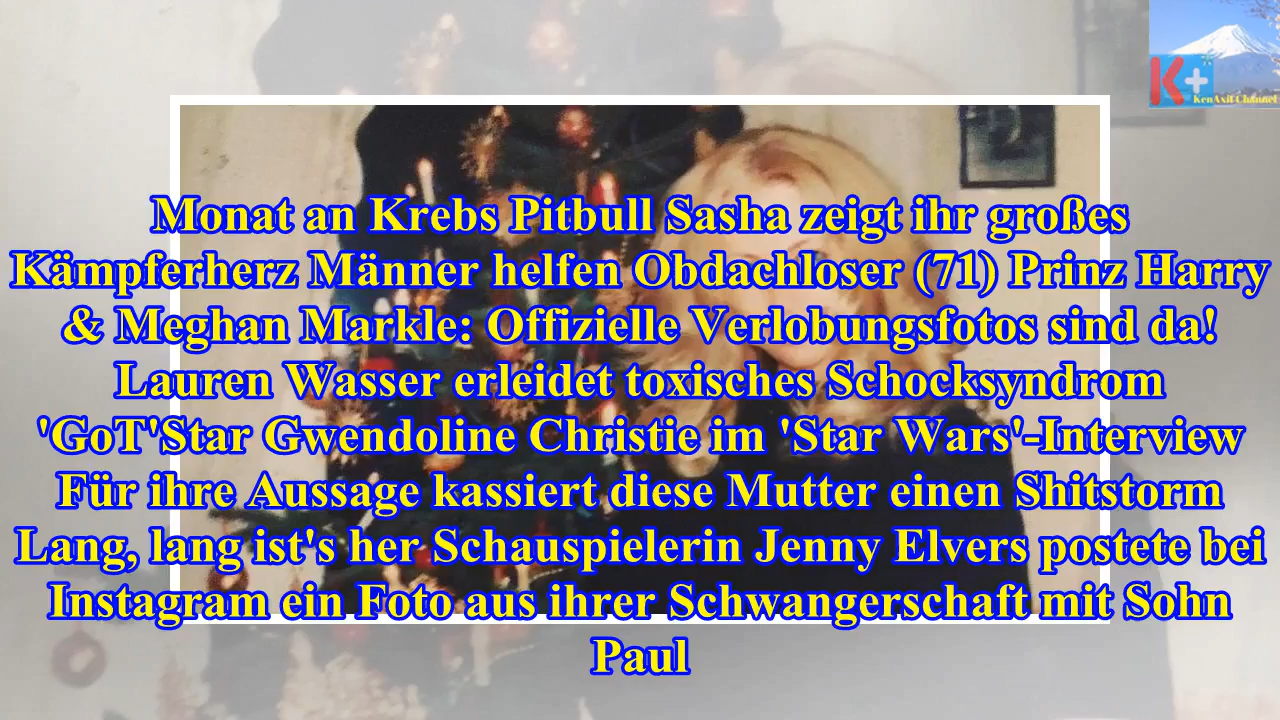 K+
KenAxil Channel
Monat an Krebs Pitbull Sasha zeigt ihr großes
Kämpferherz Männer helfen Obdachloser (71) Prinz Harry
& Meghan Markle: Offizielle Verlobungsfotos sind da!
Lauren Wasser erleidet toxisches Schocksyndrom
'GoT'Star Gwendoline Christie im 'Star Wars'-Interview
Für ihre Aussage kassiert diese Mutter einen Shitstorm
Lang, lang ist's her Schauspielerin Jenny Elvers postete bei
Instagram ein Foto aus ihrer Schwangerschaft mit Sohn
Paul